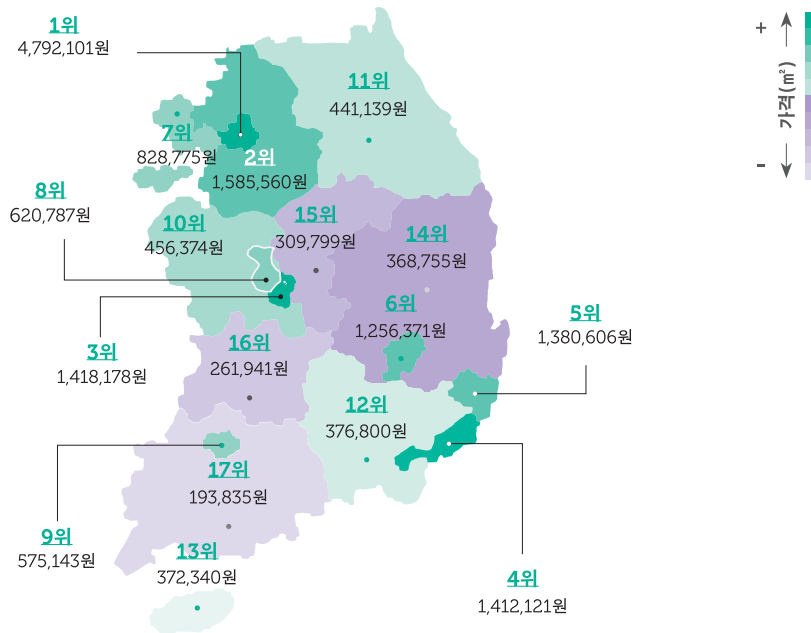 1위
4,792,101원
11위
441,139원
7위
828,775원
2위
1,585,560원
8위
620,787원
10위
456,374원
15위
309,799원
14위
368,755원
6위
1,256,371원
5위
1,380,606원
3위
1,418,178원
16위
261,941원
12위
376,800원
17위
193,835원
9위
575,143원
13위
372,340원
4위
1,412,121원
+
가격(㎡)
-